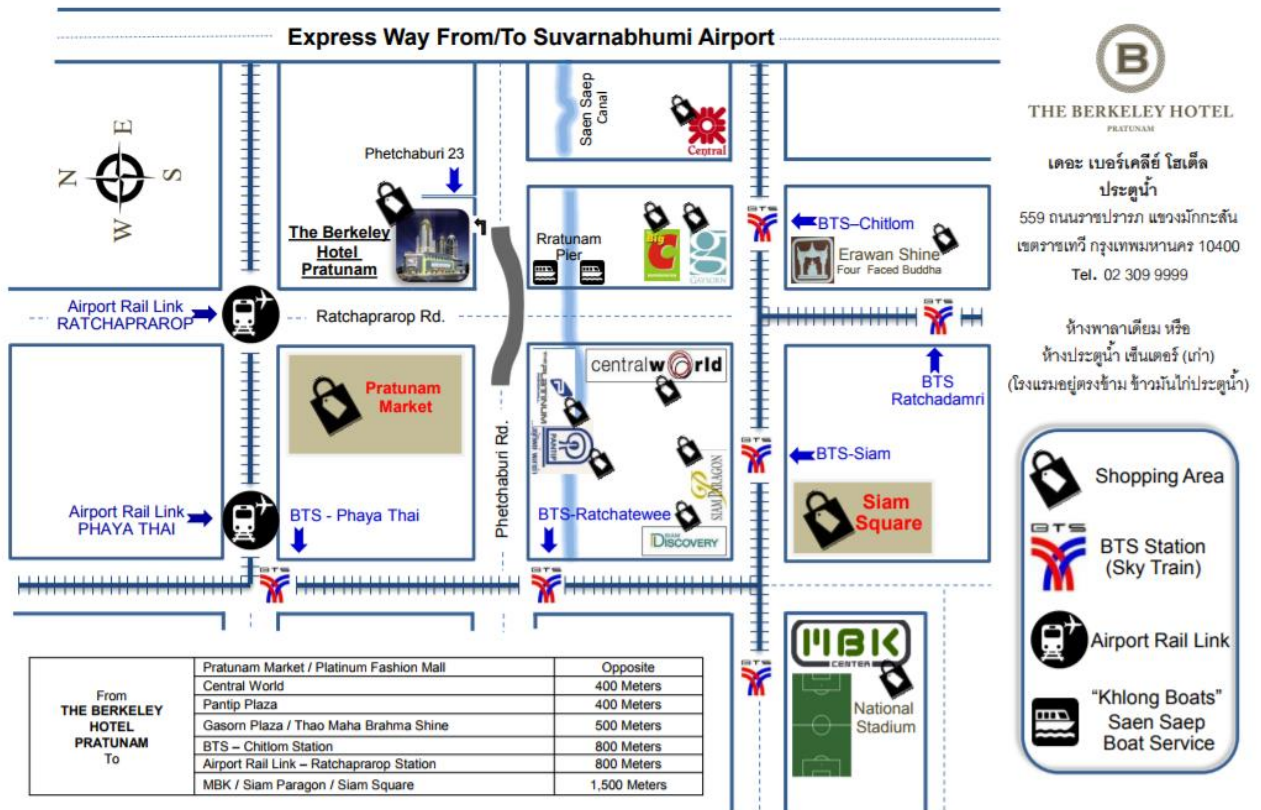 Express Way From/To Suvarnabhumi Airport
E
N
S
W
Saen Saep
Canal
Central
Phetchaburi 23
The Berkeley
Hotel
Pratunam
Rratunam
Pier
Big
C
g
GAYSORN
BTS
BTS–Chitlom
Erawan Shine
Four Faced Buddha
Airport Rail Link
RATCHAPRAROP
Ratchaprarop Rd.
BTS
BTS
Ratchadamri
Pratunam
Market
centralworld
PLATINUM
PANTIP
Phetchaburi Rd.
BTS
BTS-Siam
SIAM PARAGON
Siam
Square
Airport Rail Link
PHAYA THAI
BTS - Phaya Thai
BTS-Ratchatewee
SIAM
DISCOVERY
BTS
BTS
BTS
MBK
CENTER
National
Stadium
From
THE BERKELEY
HOTEL
PRATUNAM
To
Pratunam Market / Platinum Fashion Mall Opposite
Central World 400 Meters
Pantip Plaza 400 Meters
Gasorn Plaza / Thao Maha Brahma Shine 500 Meters
BTS – Chitlom Station 800 Meters
Airport Rail Link – Ratchaprarop Station 800 Meters
MBK / Siam Paragon / Siam Square 1,500 Meters
B
THE BERKELEY HOTEL
PRATUNAM
เดอะ เบอร์เคลีย์ โฮเต็ล
ประตูน้ำ
559 ถนนราชปรารภ แขวงมักกะสัน
เขตราชเทวี กรุงเทพมหานคร 10400
Tel. 02 309 9999
ห้างพาลาเดียม หรือ
ห้างประตูน้ำ เซ็นเตอร์ (เก่า)
(โรงแรมอยู่ตรงข้าม ข้าวมันไก่ประตูน้ำ)
Shopping Area
BTS
BTS Station
(Sky Train)
Airport Rail Link
“Khlong Boats”
Saen Saep
Boat Service